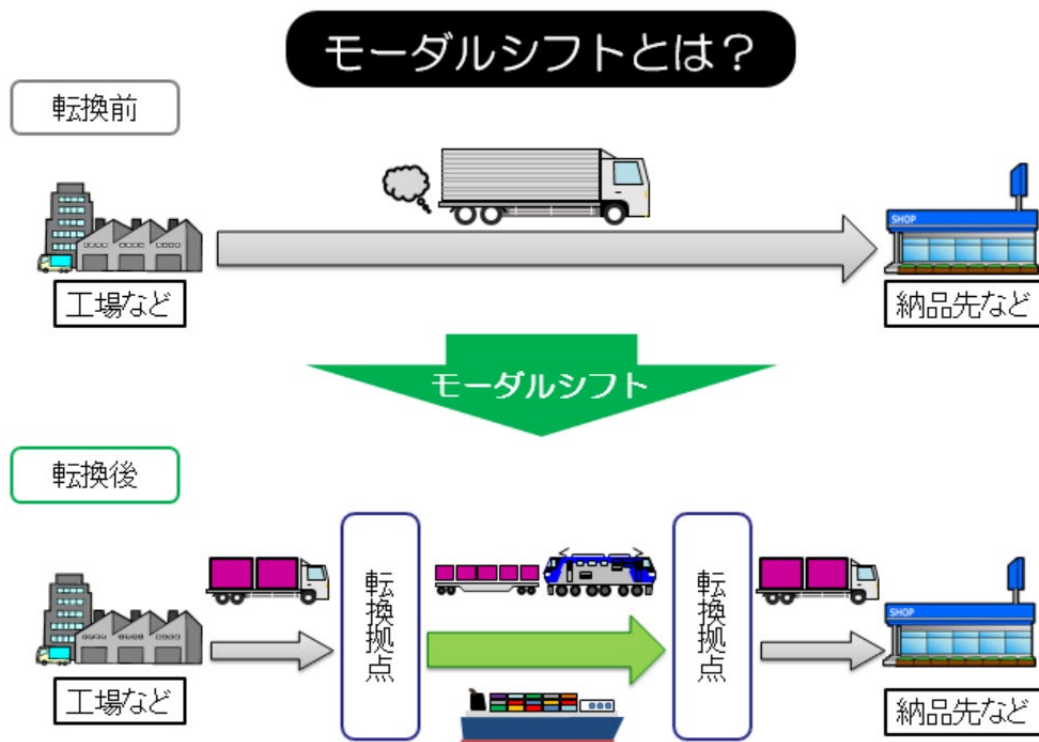 モーダルシフトとは？
転換前
SHOP
工場など
納品先など
モーダルシフト
転換後
転換拠点
転換拠点
SHOP
工場など
納品先など